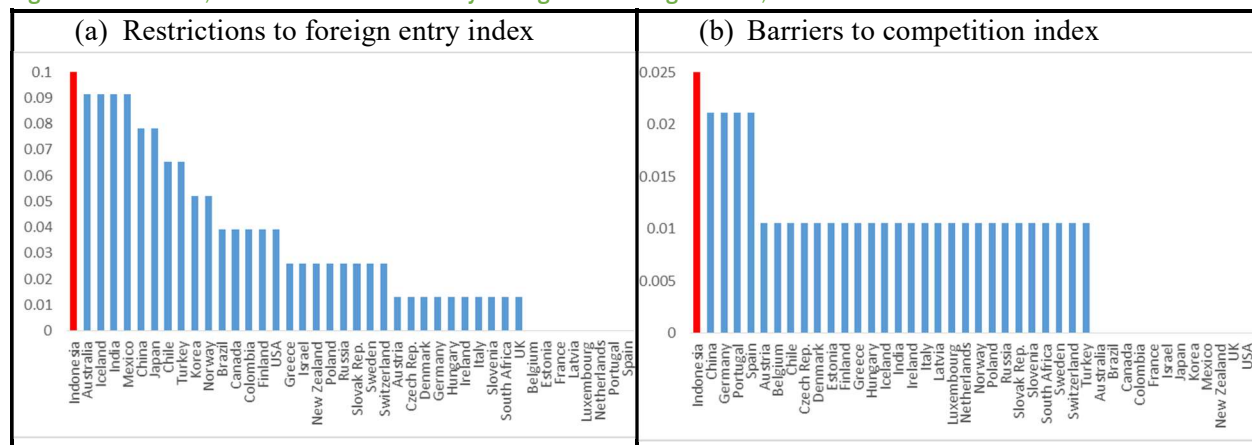 (a) Restrictions to foreign entry index
0.1
0.09
0.08
0.07
0.06
0.05
0.04
0.03
0.02
0.01
0
Indonesia
Australia
Iceland
India
Mexico
China
Japan
Chile
Turkey
Korea
Norway
Brazil
Canada
Colombia
Finland
USA
Greece
Israel
New Zealand
Poland
Russia
Slovak Rep.
Sweden
Switzerland
Austria
Czech Rep.
Denmark
Germany
Hungary
Ireland
Italy
Slovenia
South Africa
UK
Belgium
Estonia
France
Latvia
Luxembourg
Netherlands
Portugal
Spain
(b) Barriers to competition index
0.025
0.02
0.015
0.01
0.005
0
Indonesia
China
Germany
Portugal
Spain
Austria
Belgium
Chile
Czech Rep.
Denmark
Estonia
Finland
Greece
Hungary
Iceland
India
Ireland
Italy
Latvia
Luxembourg
Netherlands
Norway
Poland
Russia
Slovak Rep.
Slovenia
South Africa
Sweden
Switzerland
Turkey
Australia
Brazil
Canada
Colombia
France
Israel
Japan
Korea
Mexico
New Zealand
UK
USA